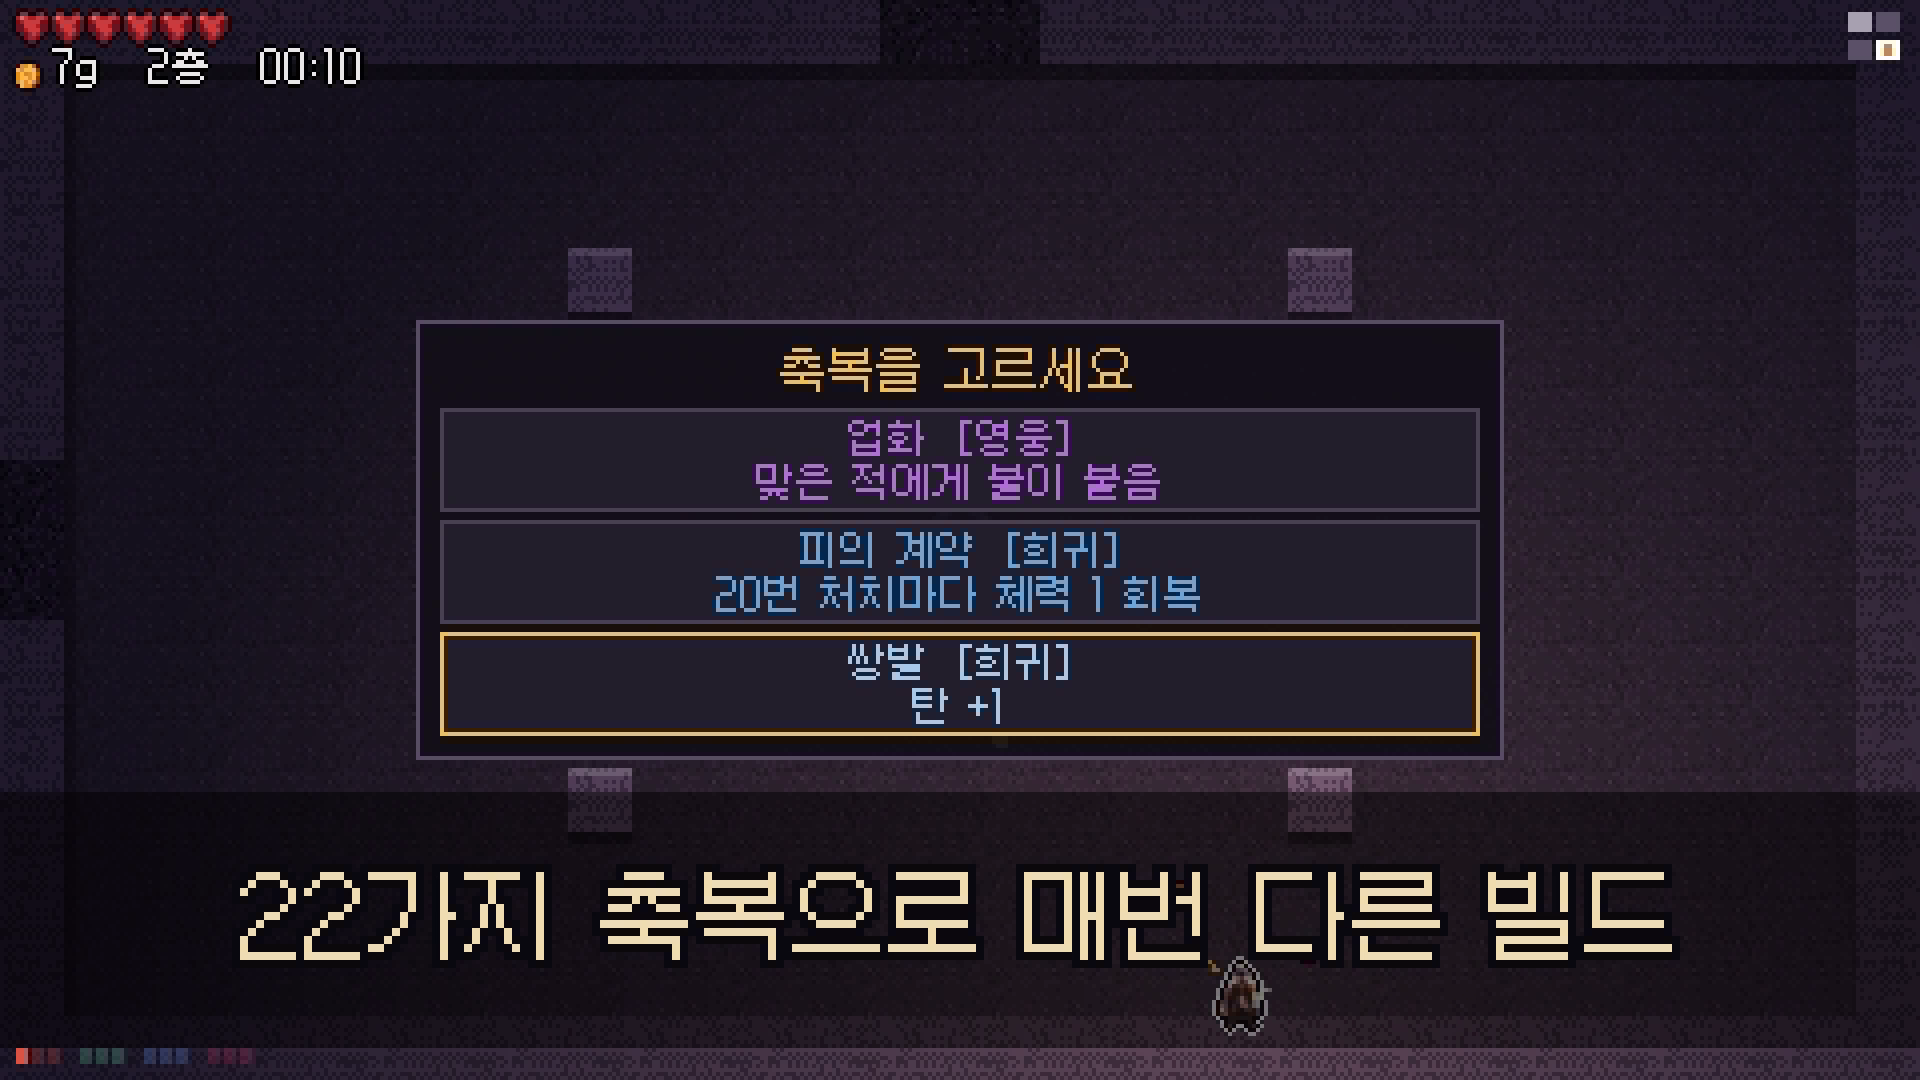 7g 2층 00:10
축복을 고르세요
업화 [영웅]
맞은 적에게 불이 붙음
피의 계약 [희귀]
20번 처치마다 체력 1 회복
쌍발 [희귀]
탄 +1
22가지 축복으로 매번 다른 빌드